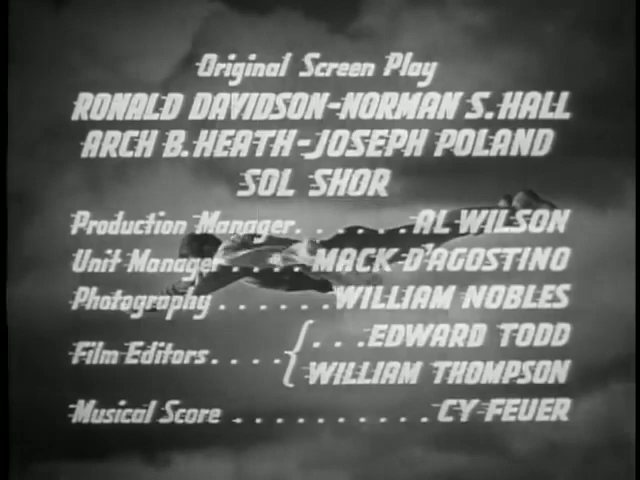 Original Screen Play
RONALD DAVIDSON-NORMAN S. HALL
ARCH B. HEATH-JOSEPH POLAND
SOL SHOR
Production Manager......AL WILSON
Unit Manager.....MACK D'AGOSTINO
Photography.......WILLIAM NOBLES
Film Editors....{...EDWARD TODD
WILLIAM THOMPSON
Musical Score..........CY FEUER